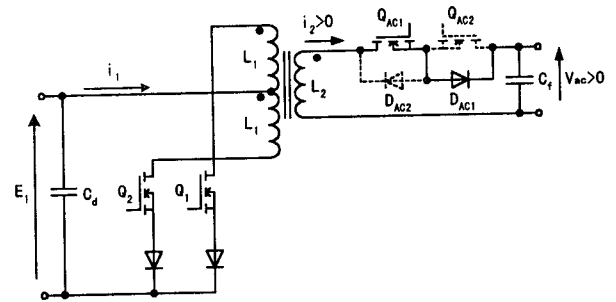 i₂>0
Q_AC1
Q_AC2
L₁
i₁
L₁
L₂
D_AC2
D_AC1
C_f
V_ac>0
E₁
C_d
Q₂
Q₁